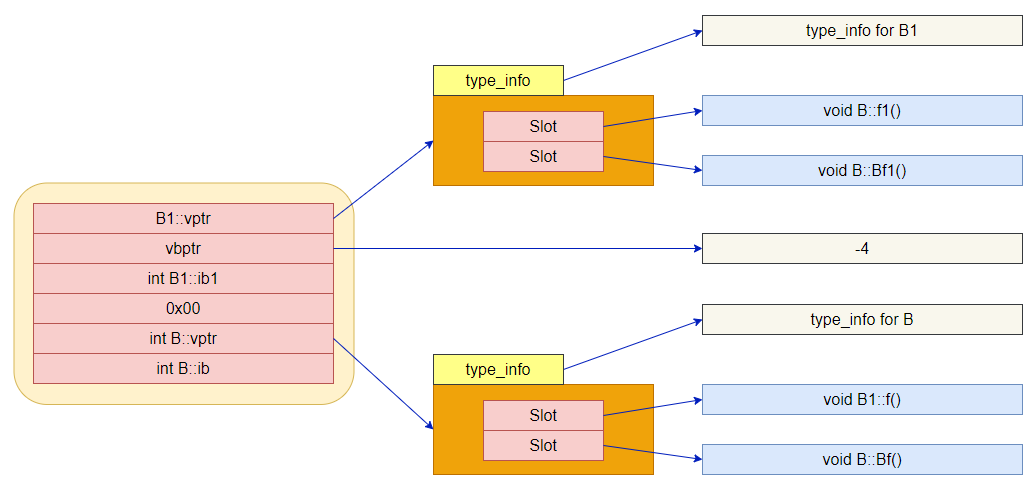 type_info for B1
type_info
Slot
void B::f1()
Slot
void B::Bf1()
B1::vptr
vbptr
-4
int B1::ib1
0x00
type_info for B
int B::vptr
int B::ib
type_info
Slot
void B1::f()
Slot
void B::Bf()